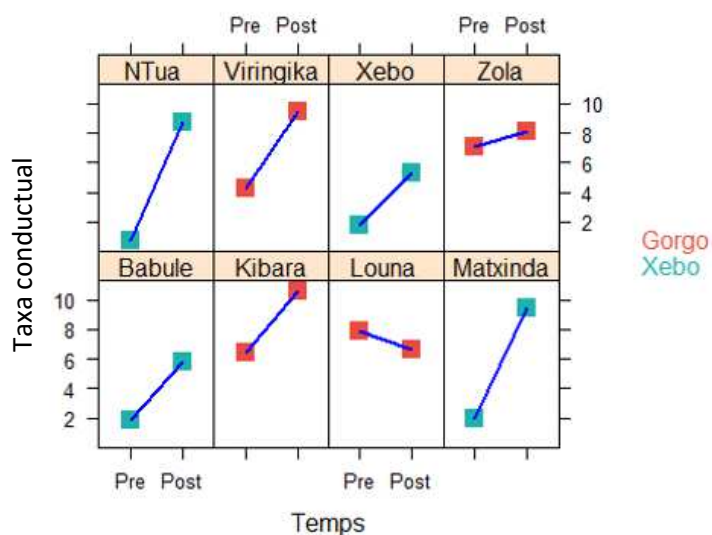 Pre Post Pre Post
NTua Viringika Xebo Zola
10
8
6
4
2
Taxa conductual
Gorgo
Xebo
Babule Kibara Louna Matxinda
10
8
6
4
2
Pre Post Pre Post
Temps